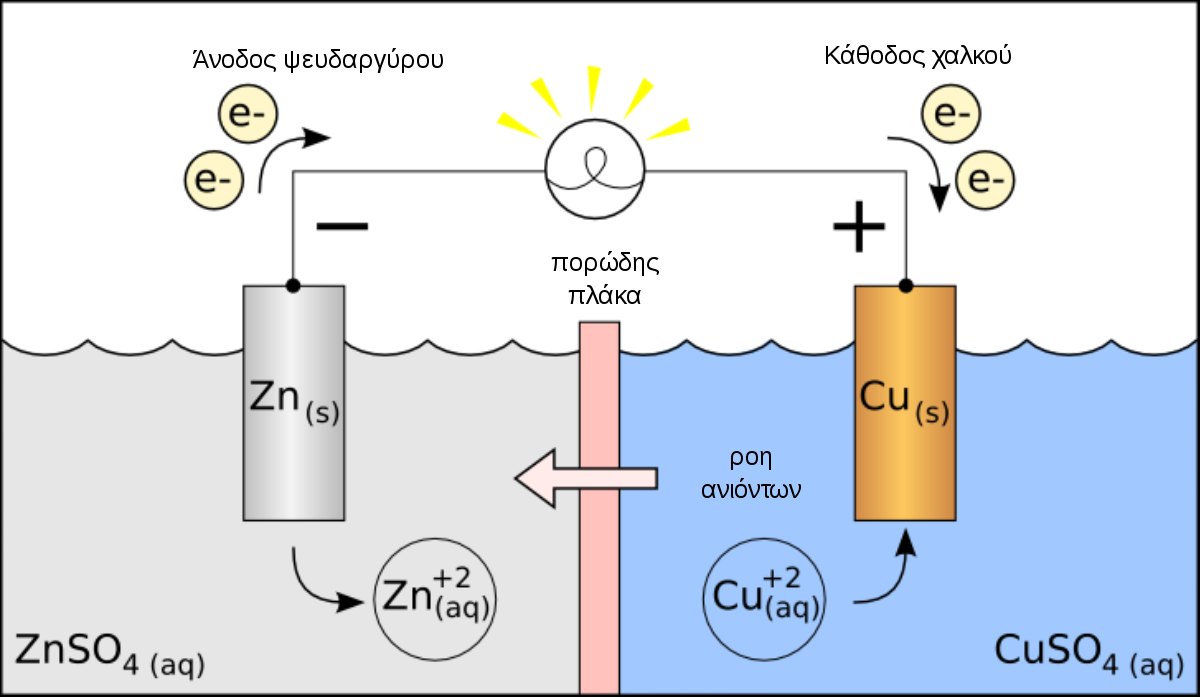 Άνοδος ψευδαργύρου
Κάθοδος χαλκού
e-
e-
e-
e-
−
+
πορώδης
πλάκα
Zn (s)
Cu (s)
ροη
ανιόντων
Zn+2(aq)
Cu+2(aq)
ZnSO4 (aq)
CuSO4 (aq)